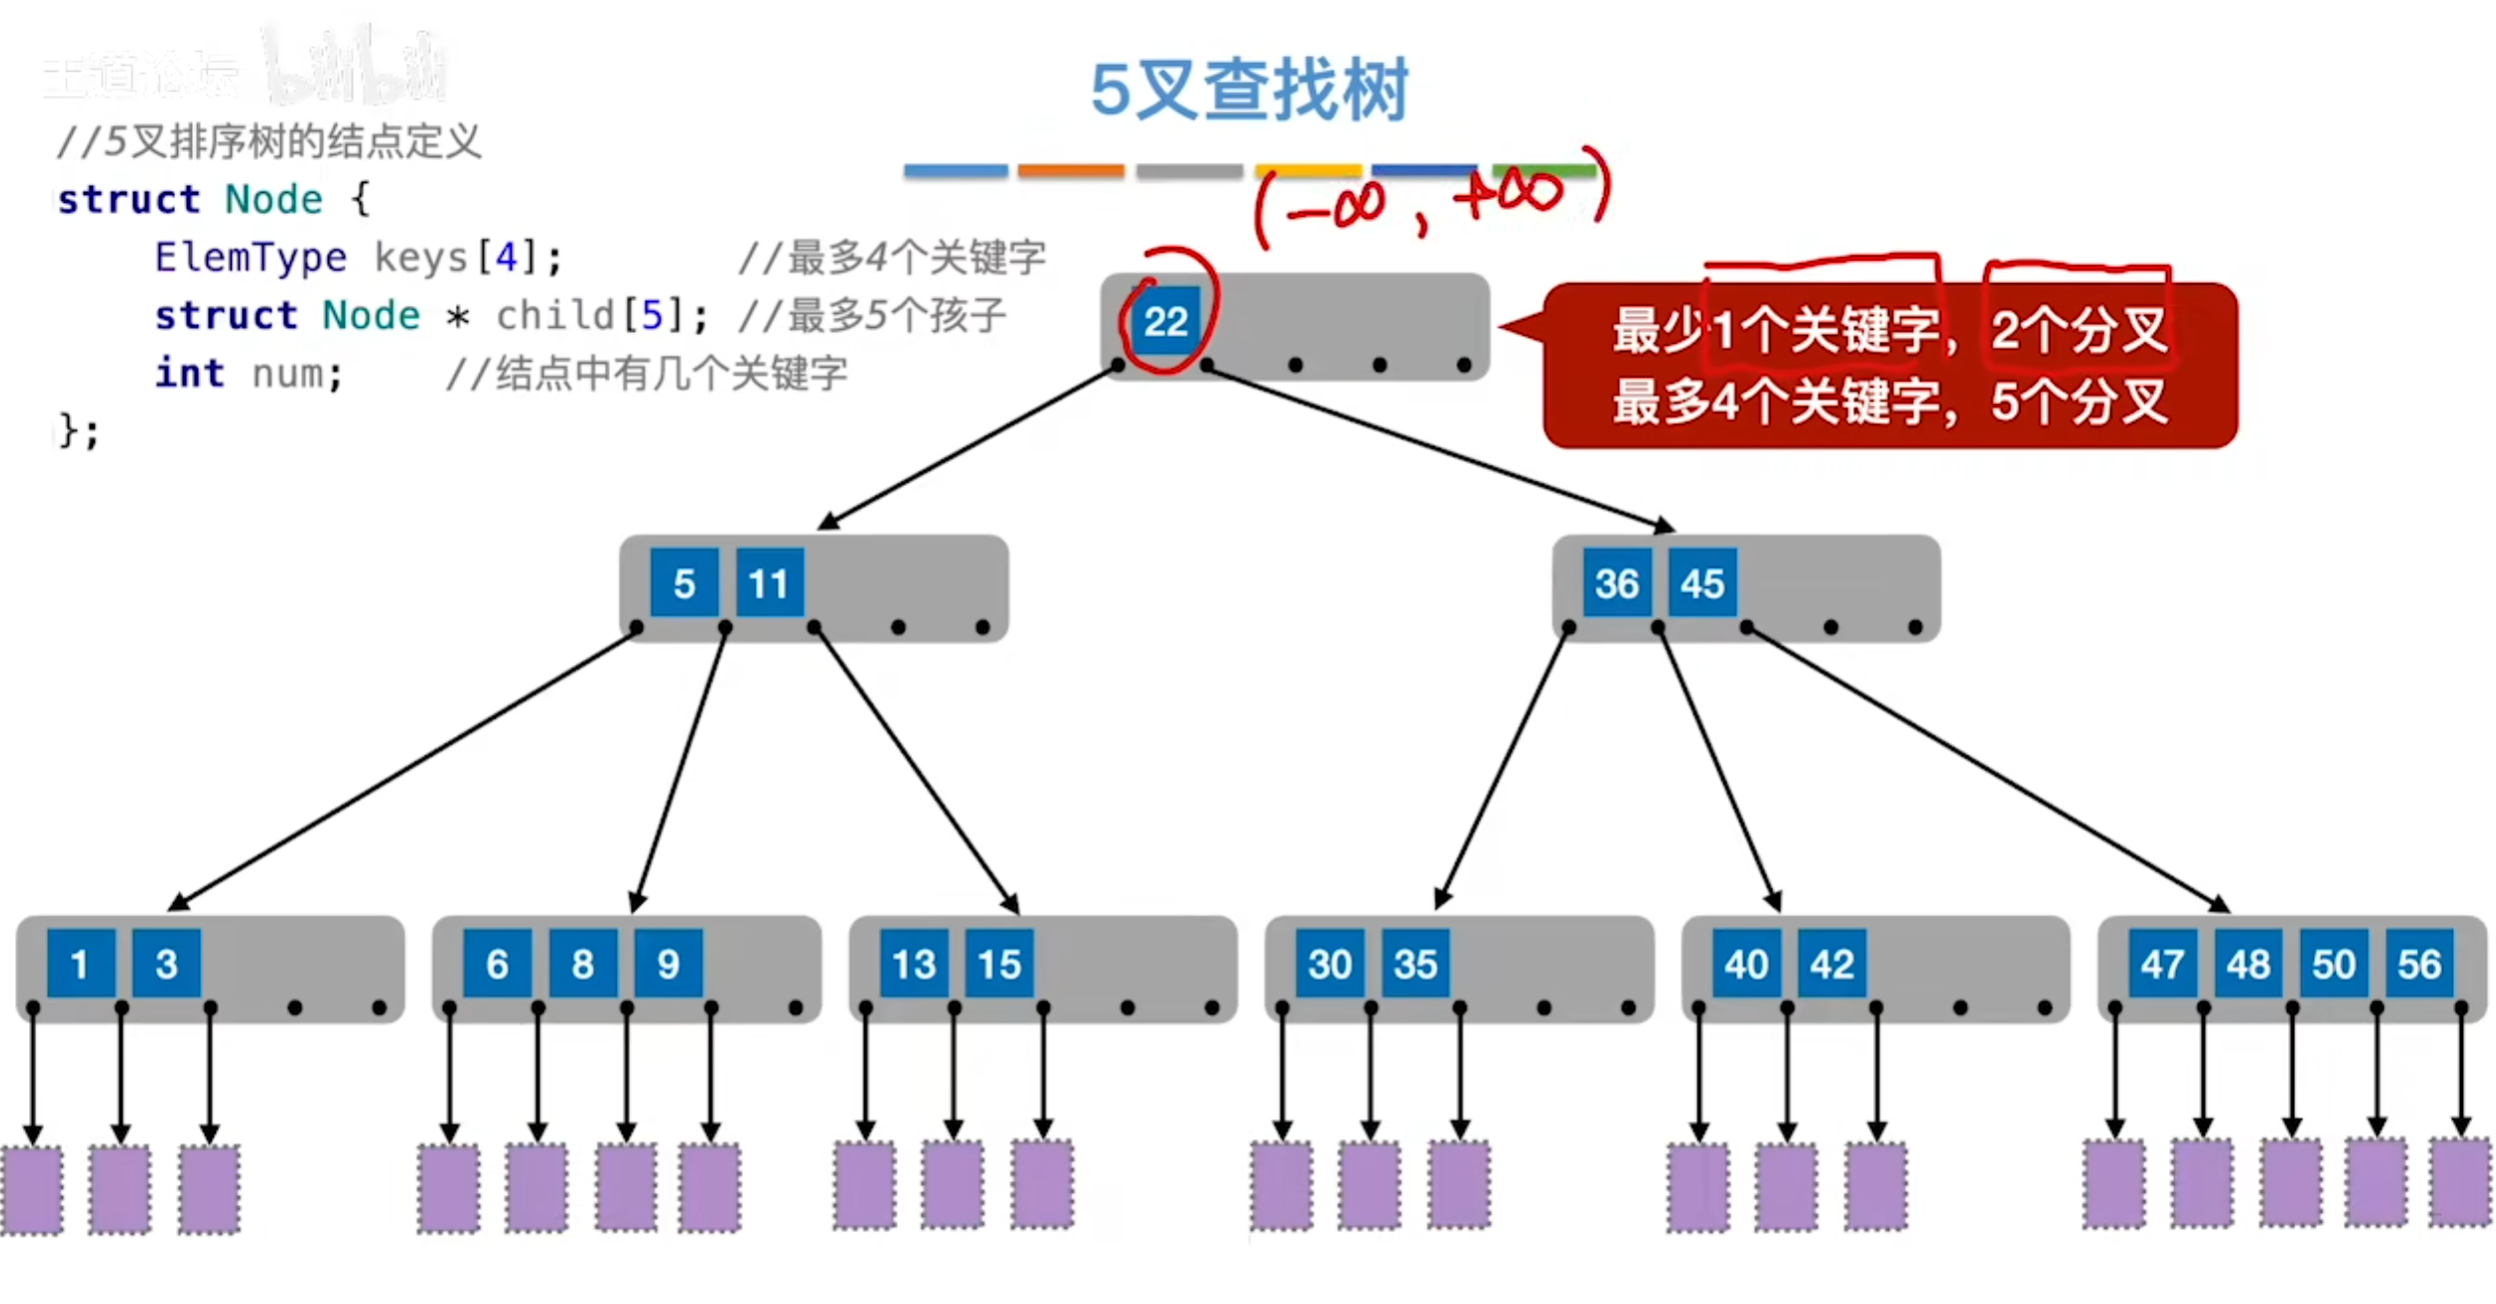 王道论坛 bilibili
5叉查找树
//5叉排序树的结点定义
struct Node {
ElemType keys[4]; //最多4个关键字
struct Node * child[5]; //最多5个孩子
int num; //结点中有几个关键字
};
(-∞, +∞)
22
最少1个关键字，2个分叉
最多4个关键字，5个分叉
5 11
36 45
1 3
6 8 9
13 15
30 35
40 42
47 48 50 56